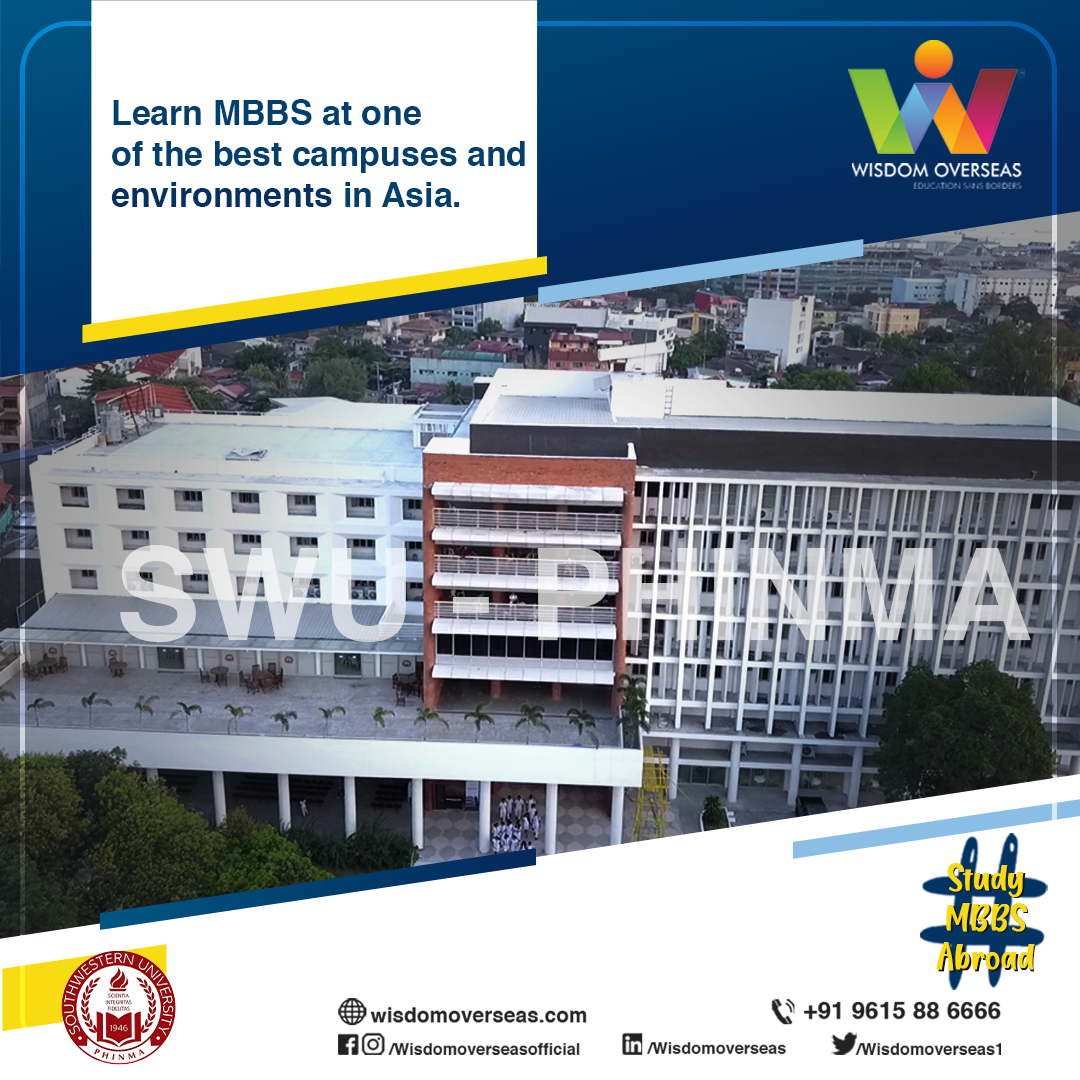 Learn MBBS at one
of the best campuses and
environments in Asia.
WISDOM OVERSEAS
EDUCATION SANS BORDERS
SWU - PHINMA
#
Study
MBBS
Abroad
SOUTHWESTERN UNIVERSITY
SCIENTIA
INTEGRITAS
FIDELITAS
1946
PHINMA
wisdomoverseas.com
+91 9615 88 6666
/Wisdomoverseasofficial
/Wisdomoverseas
/Wisdomoverseas1